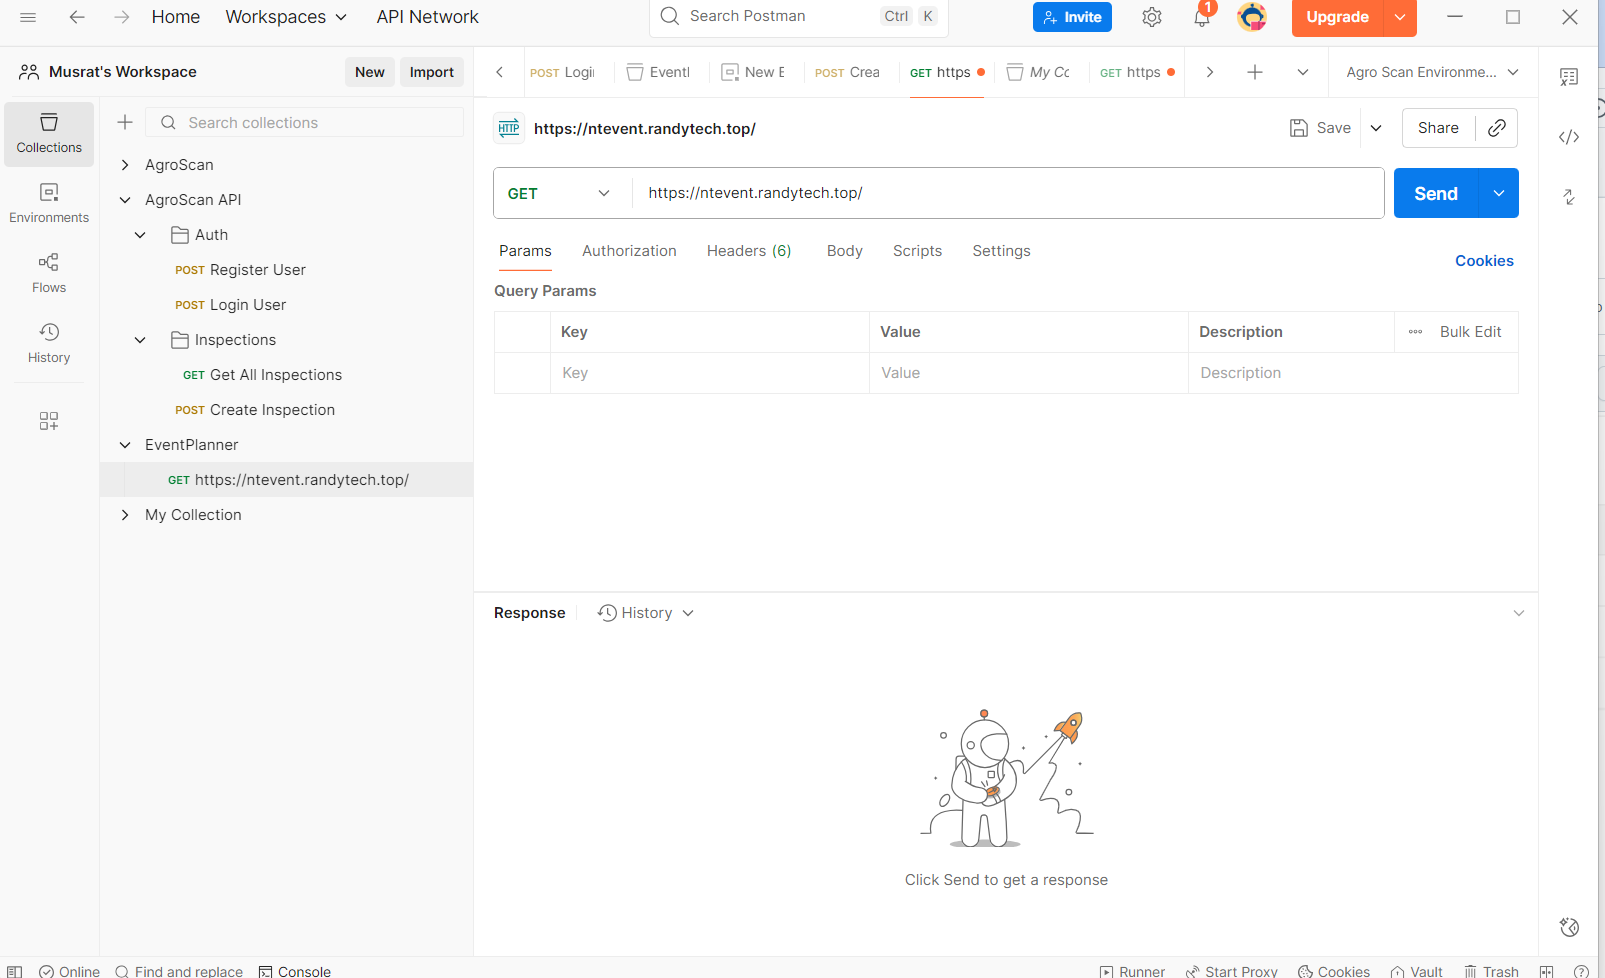 Home Workspaces API Network Search Postman Ctrl K Invite 1 Upgrade
Musrat's Workspace New Import
POST Logi Eventl New E POST Crea GET https My Cc GET https Agro Scan Environme...
Collections
Environments
Flows
History
Search collections
AgroScan
AgroScan API
Auth
POST Register User
POST Login User
Inspections
GET Get All Inspections
POST Create Inspection
EventPlanner
GET https://ntevent.randytech.top/
My Collection
HTTP https://ntevent.randytech.top/ Save Share
GET https://ntevent.randytech.top/ Send
Params Authorization Headers (6) Body Scripts Settings Cookies
Query Params
Key Value Description Bulk Edit
Key Value Description
Response History
Click Send to get a response
Online Find and replace Console Runner Start Proxy Cookies Vault Trash